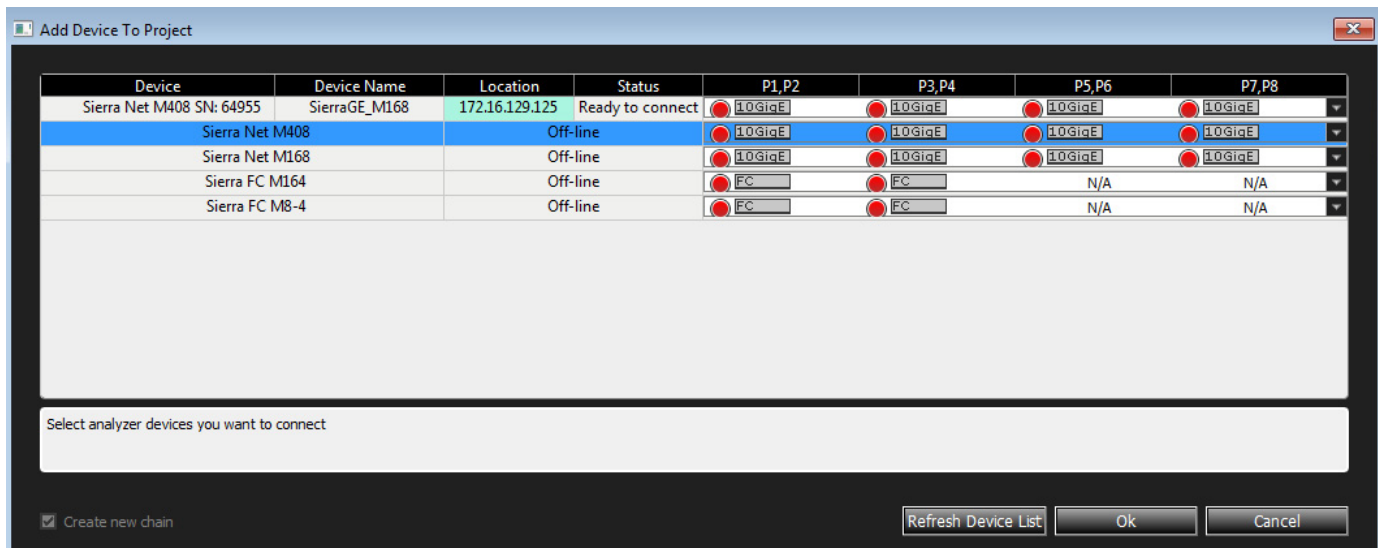 Add Device To Project
Device Device Name Location Status P1,P2 P3,P4 P5,P6 P7,P8
Sierra Net M408 SN: 64955 SierraGE_M168 172.16.129.125 Ready to connect 10GigE 10GigE 10GigE 10GigE
Sierra Net M408 Off-line 10GigE 10GigE 10GigE 10GigE
Sierra Net M168 Off-line 10GigE 10GigE 10GigE 10GigE
Sierra FC M164 Off-line FC FC N/A N/A
Sierra FC M8-4 Off-line FC FC N/A N/A
Select analyzer devices you want to connect
Create new chain Refresh Device List Ok Cancel